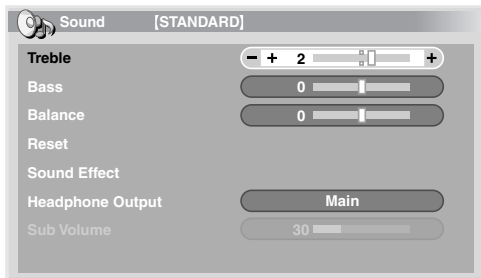 Sound [STANDARD]
Treble - + 2 +
Bass 0
Balance 0
Reset
Sound Effect
Headphone Output Main
Sub Volume 30